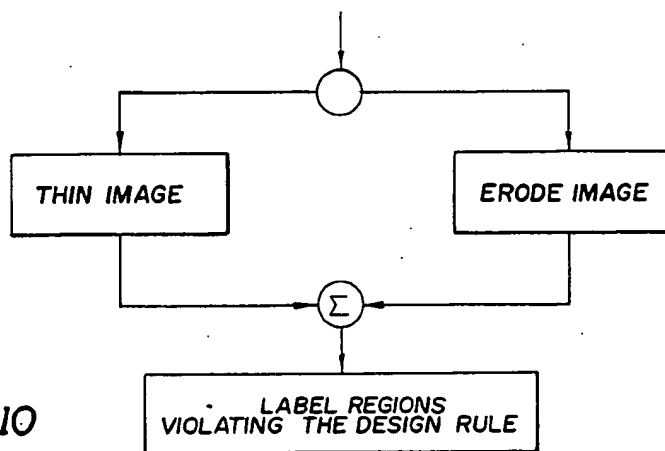 THIN IMAGE
ERODE IMAGE
Σ
LABEL REGIONS
VIOLATING THE DESIGN RULE
10